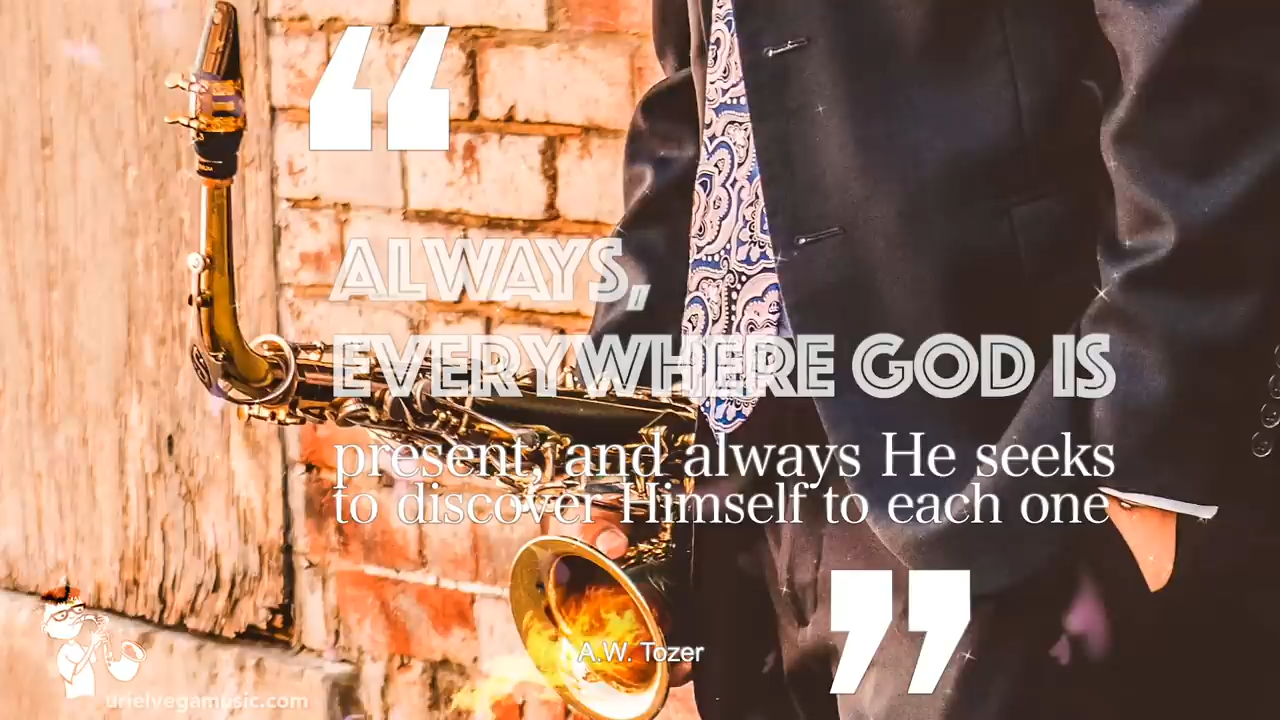 “
ALWAYS,
EVERYWHERE GOD IS
present, and always He seeks
to discover Himself to each one
”
A.W. Tozer
urielvegamusic.com